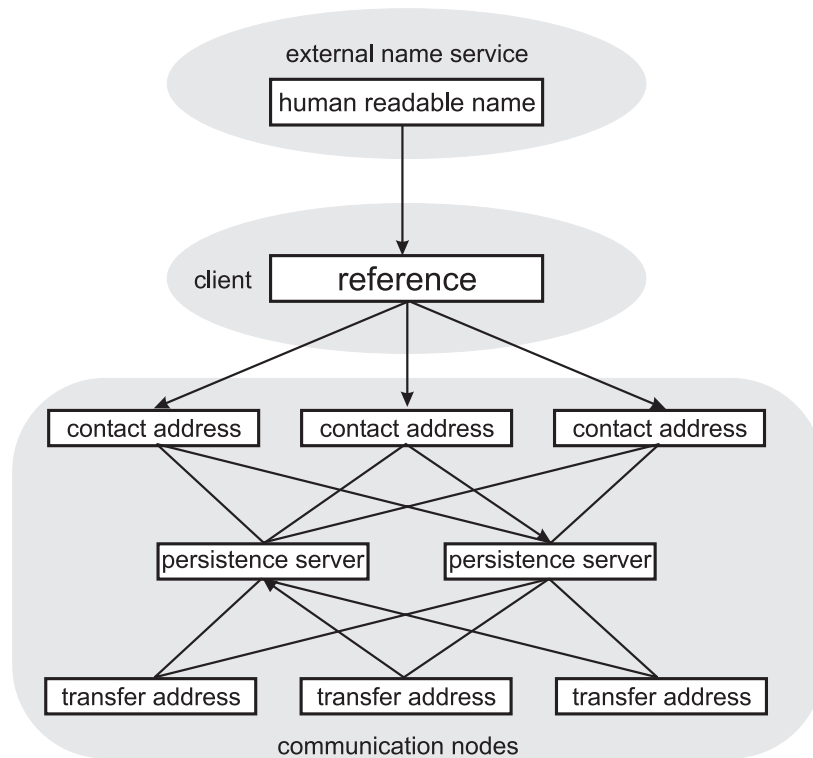 external name service
human readable name
client
reference
contact address
contact address
contact address
persistence server
persistence server
transfer address
transfer address
transfer address
communication nodes